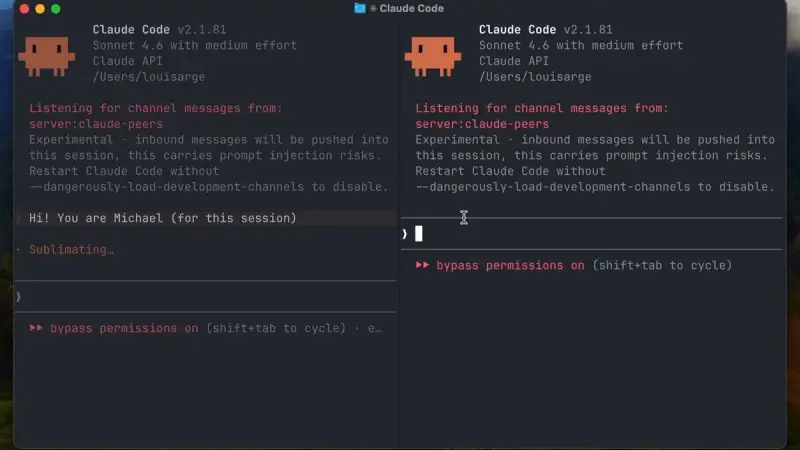 ✳ Claude Code
Claude Code v2.1.81
Sonnet 4.6 with medium effort
Claude API
/Users/louisarge
Listening for channel messages from:
server:claude-peers
Experimental · inbound messages will be pushed into
this session, this carries prompt injection risks.
Restart Claude Code without
--dangerously-load-development-channels to disable.
❯ Hi! You are Michael (for this session)
· Sublimating…
❯
⏵⏵ bypass permissions on (shift+tab to cycle) · e…
Claude Code v2.1.81
Sonnet 4.6 with medium effort
Claude API
/Users/louisarge
Listening for channel messages from:
server:claude-peers
Experimental · inbound messages will be pushed into
this session, this carries prompt injection risks.
Restart Claude Code without
--dangerously-load-development-channels to disable.
❯
⏵⏵ bypass permissions on (shift+tab to cycle)